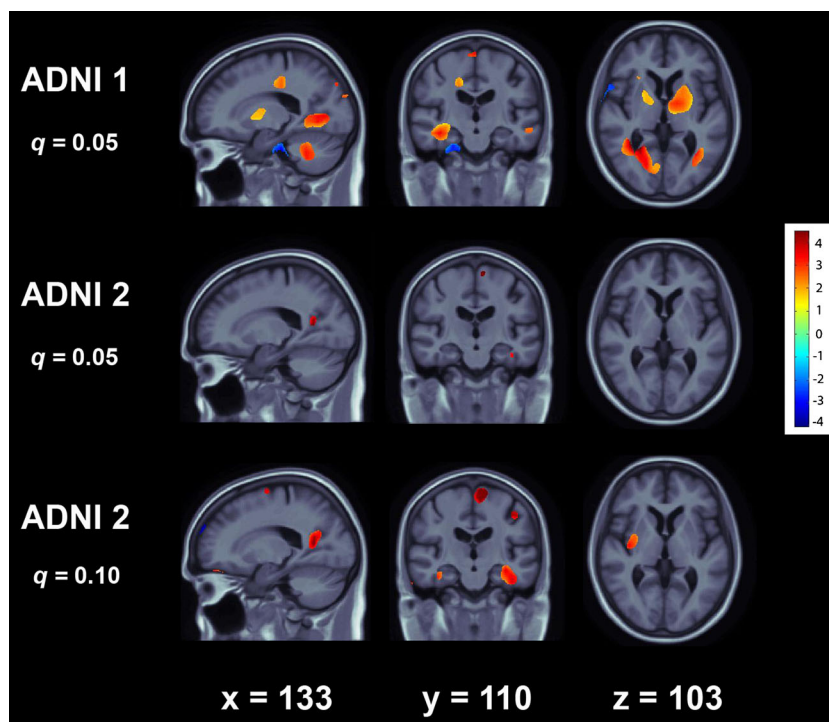 ADNI 1
q = 0.05
ADNI 2
q = 0.05
4
3
2
1
0
-1
-2
-3
-4
ADNI 2
q = 0.10
x = 133
y = 110
z = 103